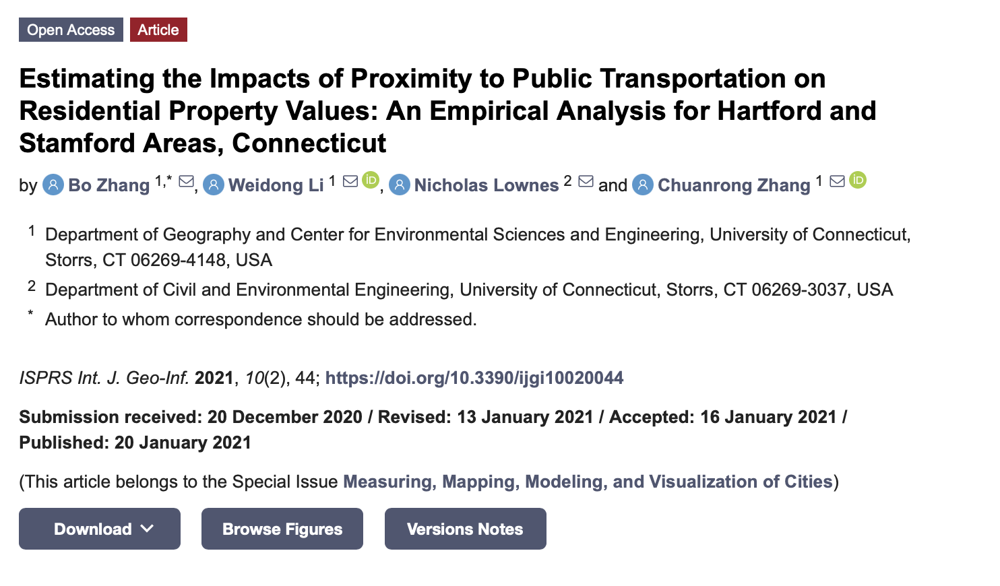 Open Access Article
Estimating the Impacts of Proximity to Public Transportation on
Residential Property Values: An Empirical Analysis for Hartford and
Stamford Areas, Connecticut
by Bo Zhang 1,* , Weidong Li 1 iD , Nicholas Lownes 2 and Chuanrong Zhang 1 iD
1 Department of Geography and Center for Environmental Sciences and Engineering, University of Connecticut,
Storrs, CT 06269-4148, USA
2 Department of Civil and Environmental Engineering, University of Connecticut, Storrs, CT 06269-3037, USA
* Author to whom correspondence should be addressed.
ISPRS Int. J. Geo-Inf. 2021, 10(2), 44; https://doi.org/10.3390/ijgi10020044
Submission received: 20 December 2020 / Revised: 13 January 2021 / Accepted: 16 January 2021 /
Published: 20 January 2021
(This article belongs to the Special Issue Measuring, Mapping, Modeling, and Visualization of Cities)
Download Browse Figures Versions Notes